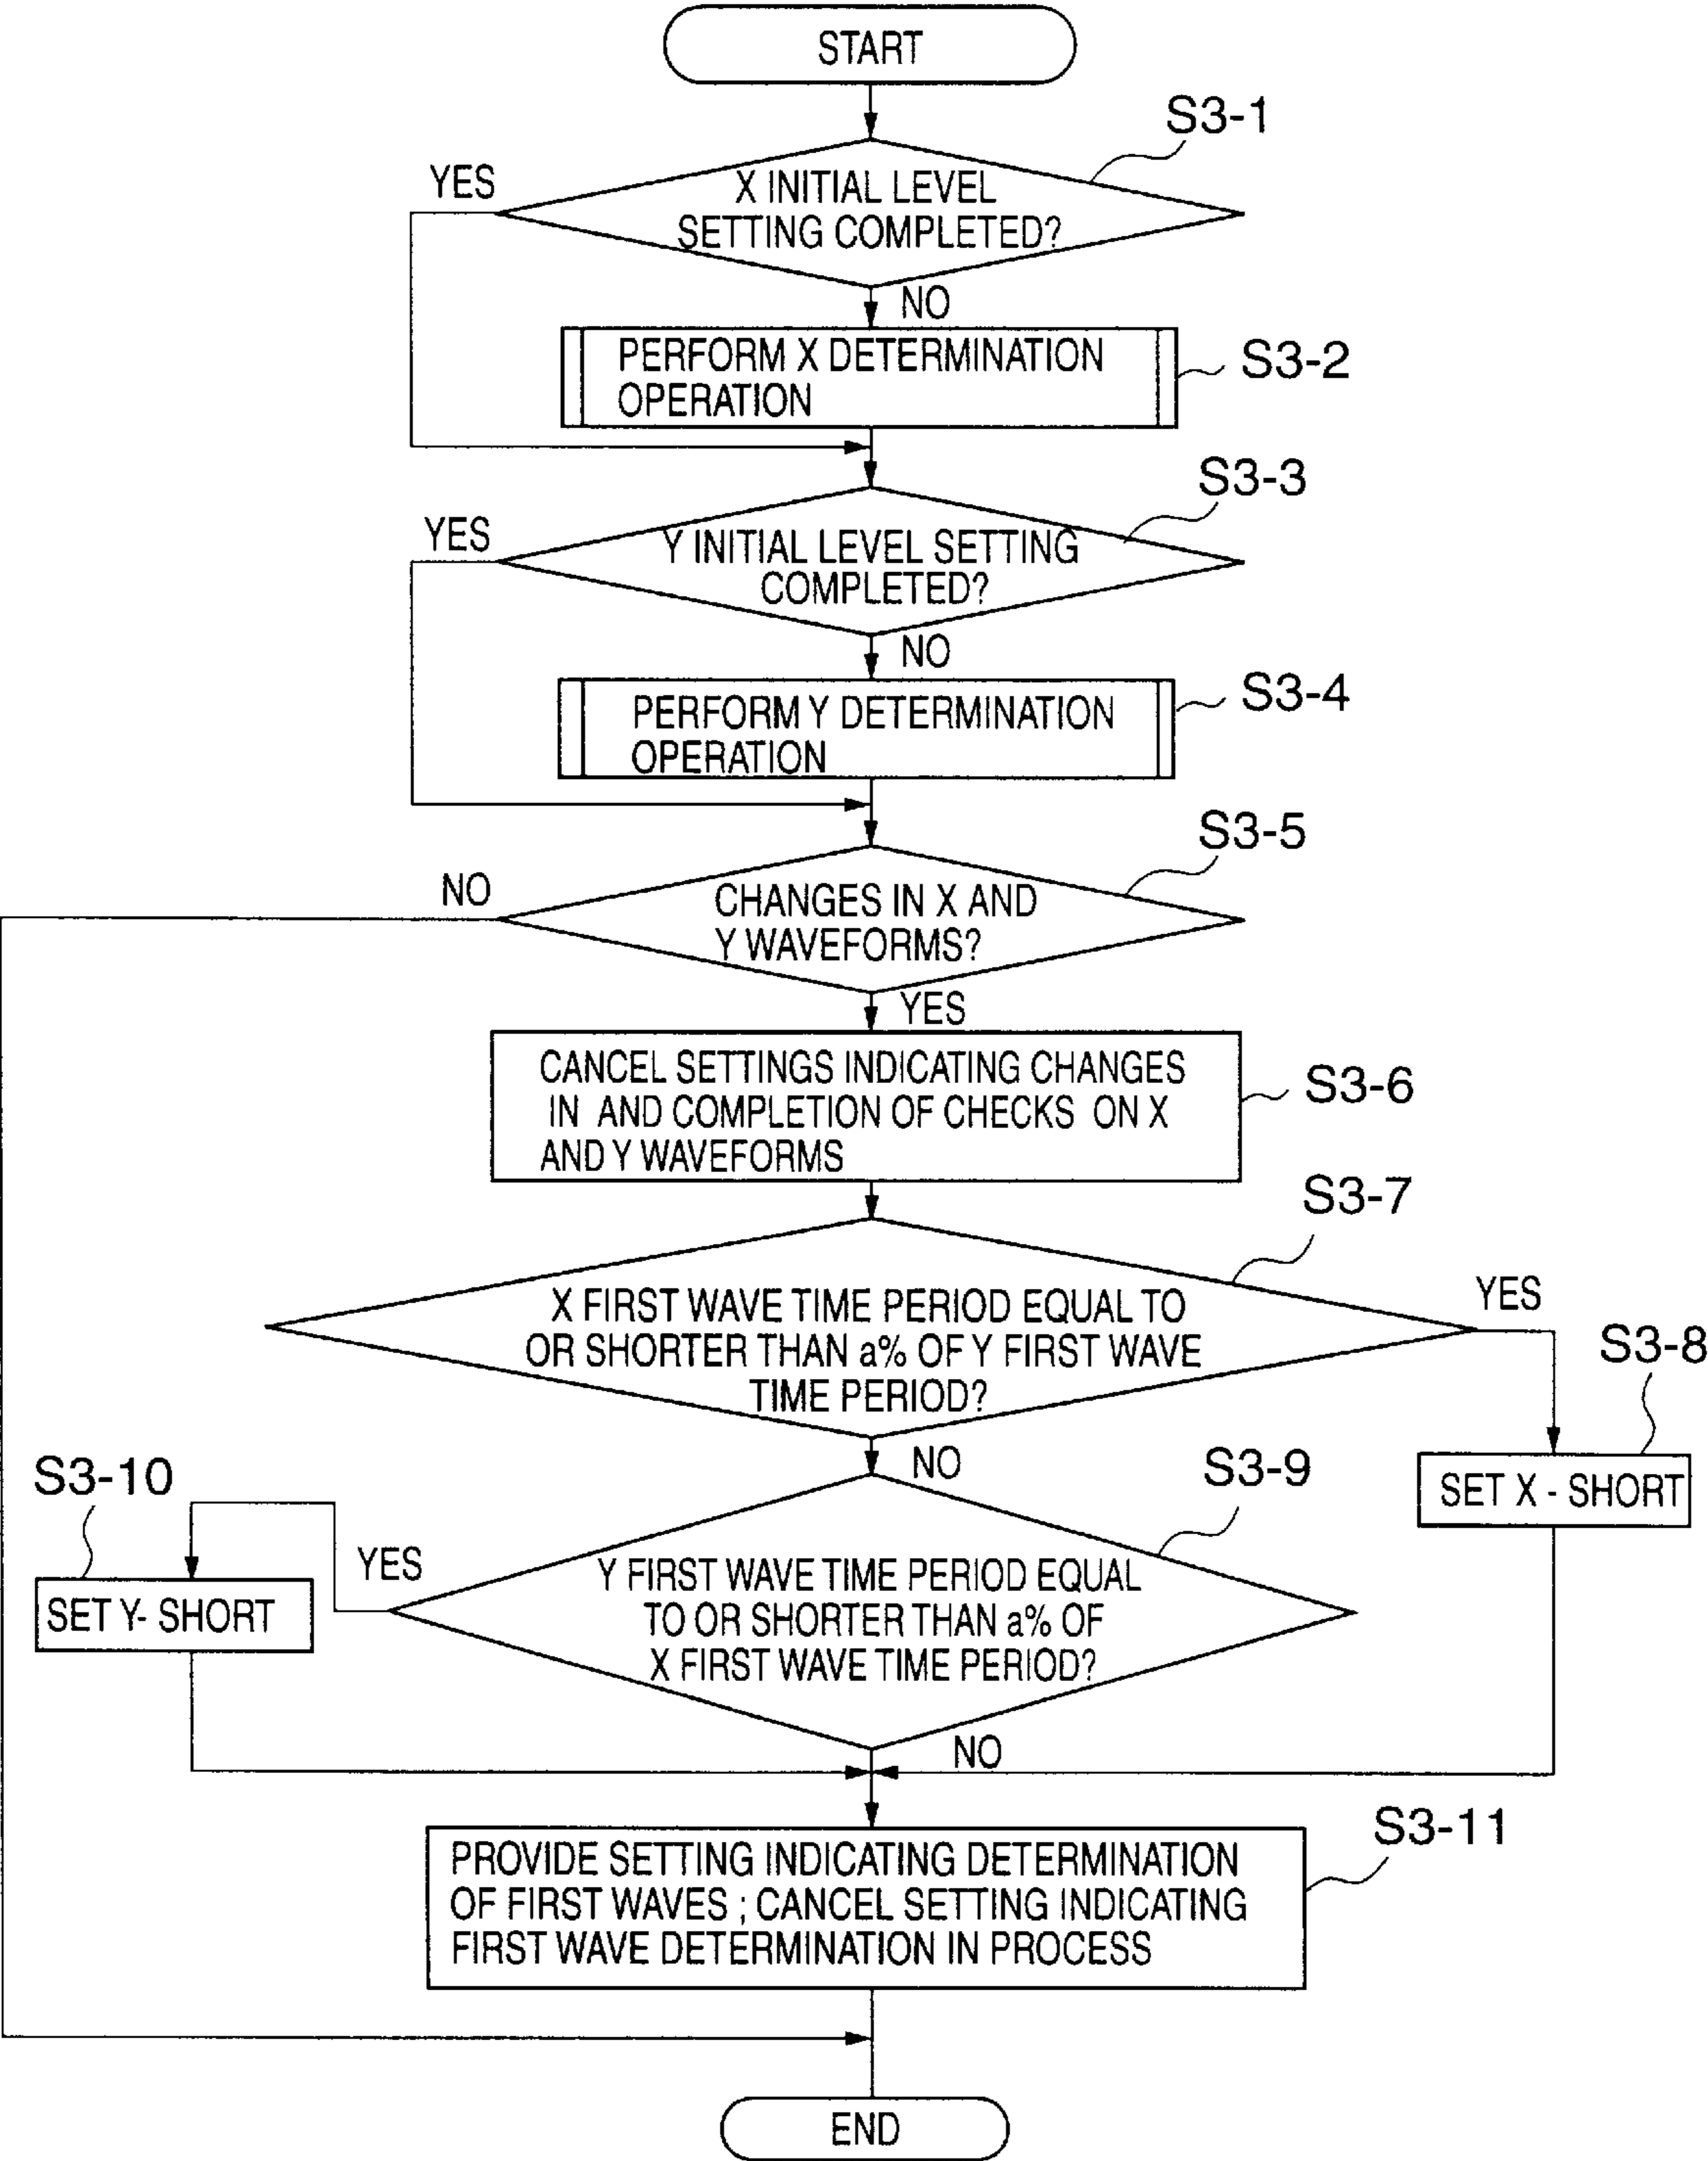 START
S3-1
YES
X INITIAL LEVEL
SETTING COMPLETED?
NO
PERFORM X DETERMINATION
OPERATION
S3-2
S3-3
YES
Y INITIAL LEVEL SETTING
COMPLETED?
NO
PERFORM Y DETERMINATION
OPERATION
S3-4
S3-5
NO
CHANGES IN X AND
Y WAVEFORMS?
YES
CANCEL SETTINGS INDICATING CHANGES
IN AND COMPLETION OF CHECKS ON X
AND Y WAVEFORMS
S3-6
S3-7
X FIRST WAVE TIME PERIOD EQUAL TO
OR SHORTER THAN a% OF Y FIRST WAVE
TIME PERIOD?
YES
S3-8
SET X - SHORT
NO
S3-9
S3-10
YES
SET Y- SHORT
Y FIRST WAVE TIME PERIOD EQUAL
TO OR SHORTER THAN a% OF
X FIRST WAVE TIME PERIOD?
NO
S3-11
PROVIDE SETTING INDICATING DETERMINATION
OF FIRST WAVES ; CANCEL SETTING INDICATING
FIRST WAVE DETERMINATION IN PROCESS
END